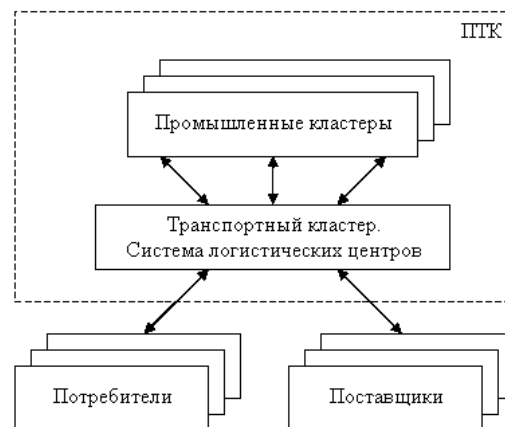 ПТК
Промышленные кластеры
Транспортный кластер.
Система логистических центров
Потребители
Поставщики